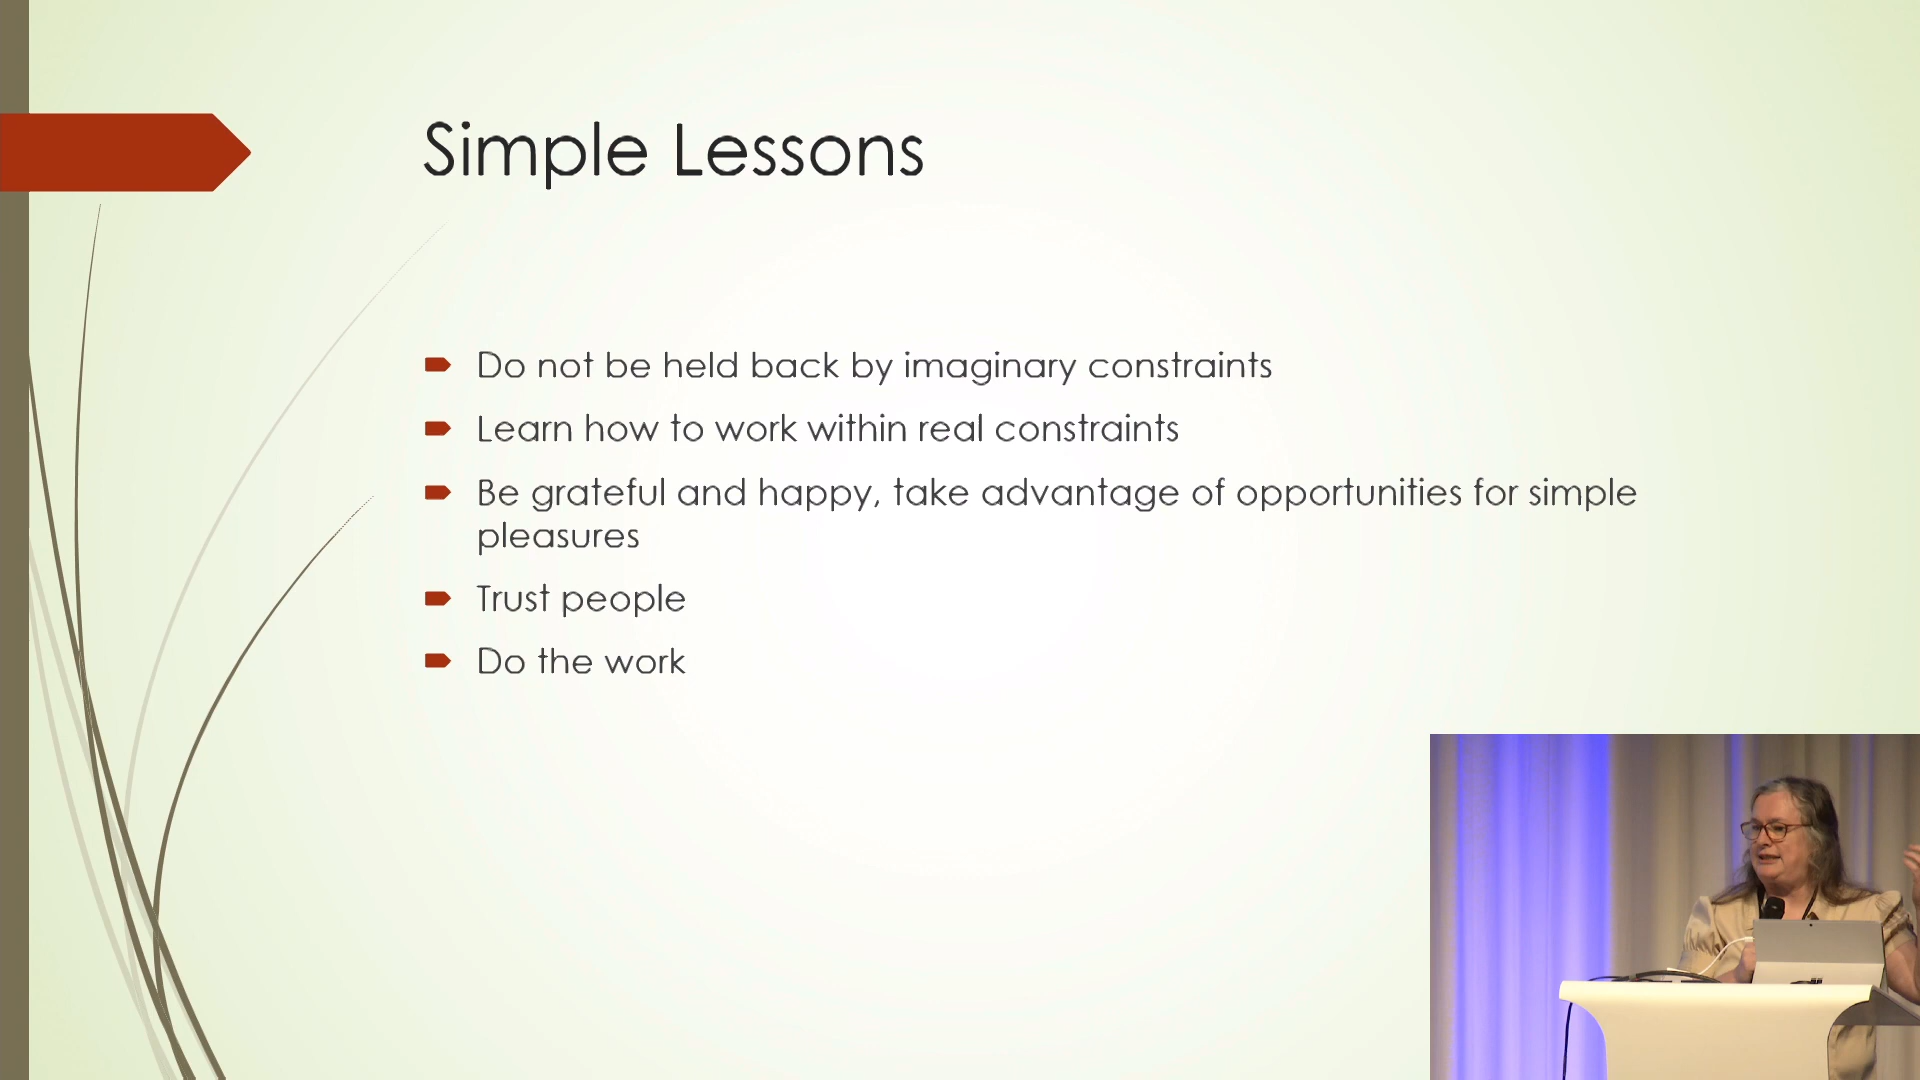 Simple Lessons
Do not be held back by imaginary constraints
Learn how to work within real constraints
Be grateful and happy, take advantage of opportunities for simple
pleasures
Trust people
Do the work